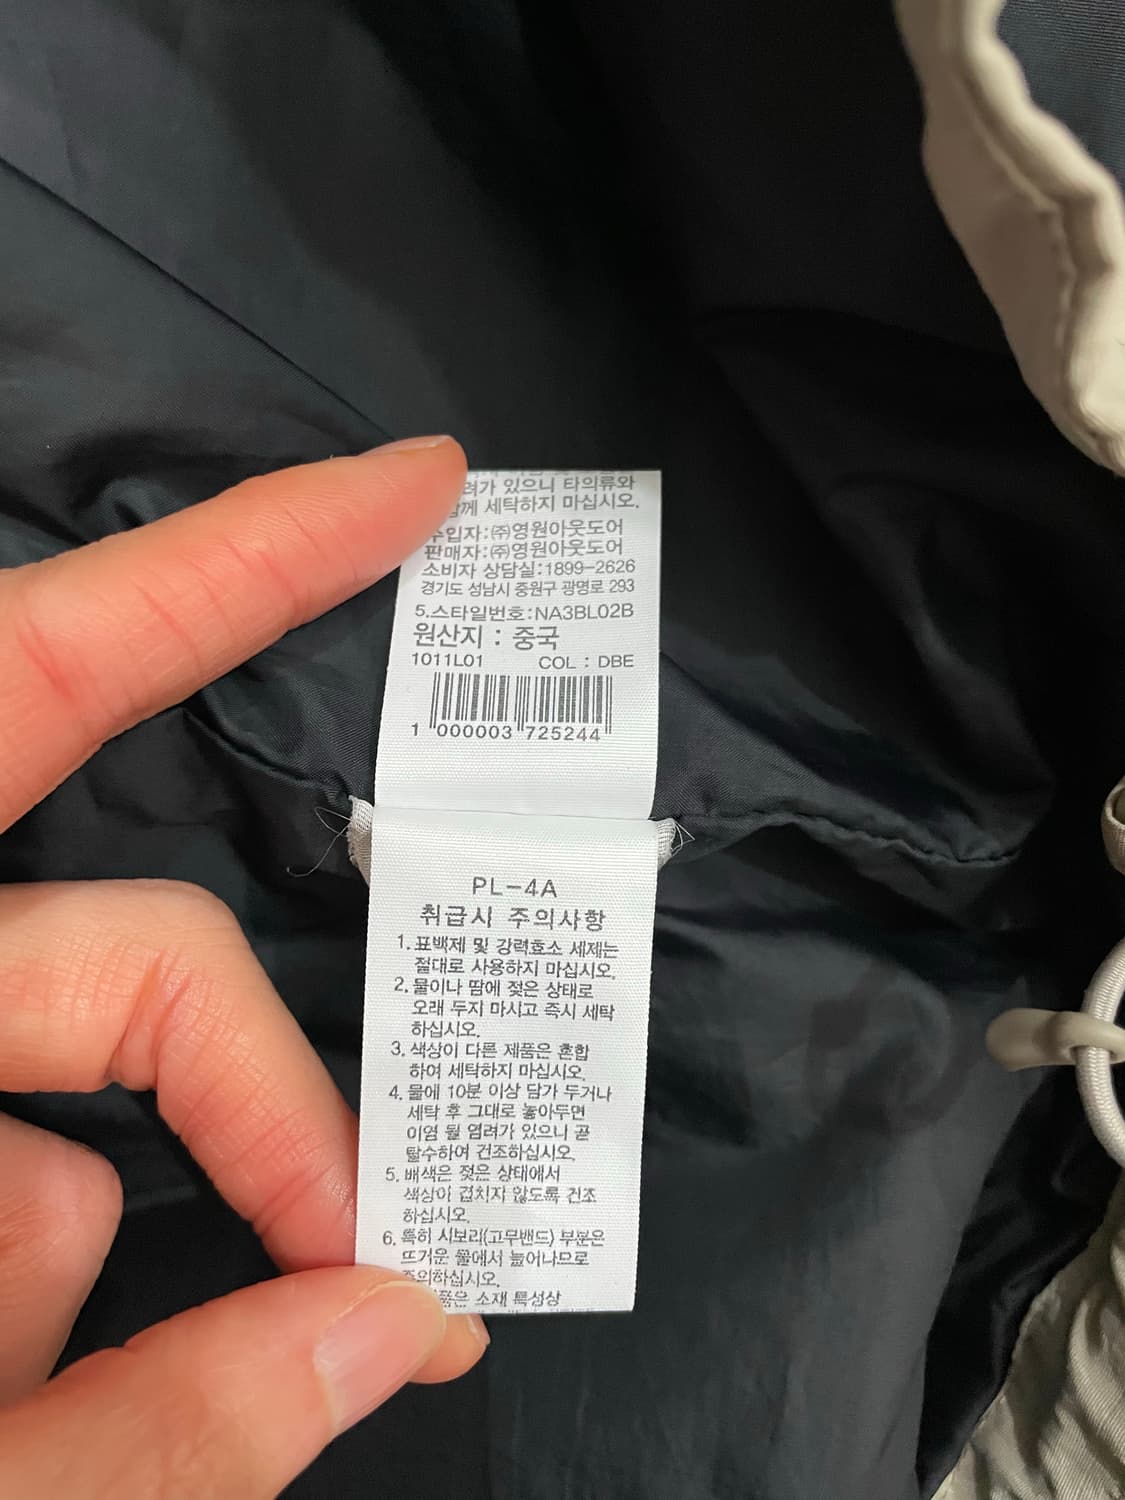 려가 있으니 타의류와
함께 세탁하지 마십시오.
수입자:㈜영원아웃도어
판매자:㈜영원아웃도어
소비자 상담실:1899-2626
경기도 성남시 중원구 광명로 293
5.스타일번호:NA3BL02B
원산지 : 중국
1011L01 COL : DBE
1 000003 725244
PL-4A
취급시 주의사항
1. 표백제 및 강력효소 세제는
절대로 사용하지 마십시오.
2. 물이나 땀에 젖은 상태로
오래 두지 마시고 즉시 세탁
하십시오.
3. 색상이 다른 제품은 혼합
하여 세탁하지 마십시오.
4. 물에 10분 이상 담가 두거나
세탁 후 그대로 놓아두면
이염 될 염려가 있으니 곧
탈수하여 건조하십시오.
5. 배색은 젖은 상태에서
색상이 겹치지 않도록 건조
하십시오.
6. 특히 시보리(고무밴드) 부분은
뜨거운 물에서 늘어나므로
주의하십시오.
소재 특성상